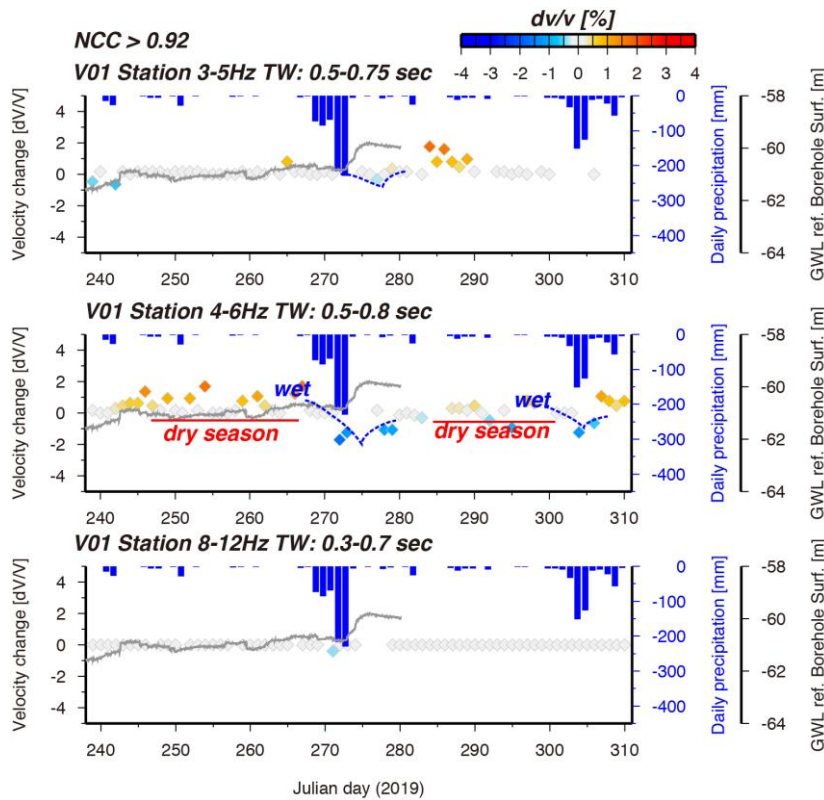 NCC > 0.92
dv/v [%]
-4 -3 -2 -1 0 1 2 3 4
V01 Station 3-5Hz TW: 0.5-0.75 sec
Velocity change [dV/V]
4
2
0
-2
-4
0
-100
-200
-300
-400
Daily precipitation [mm]
-58
-60
-62
-64
GWL ref. Borehole Surf. [m]
240 250 260 270 280 290 300 310
V01 Station 4-6Hz TW: 0.5-0.8 sec
Velocity change [dV/V]
4
2
0
-2
-4
wet
wet
dry season
dry season
0
-100
-200
-300
-400
Daily precipitation [mm]
-58
-60
-62
-64
GWL ref. Borehole Surf. [m]
240 250 260 270 280 290 300 310
V01 Station 8-12Hz TW: 0.3-0.7 sec
Velocity change [dV/V]
4
2
0
-2
-4
0
-100
-200
-300
-400
Daily precipitation [mm]
-58
-60
-62
-64
GWL ref. Borehole Surf. [m]
240 250 260 270 280 290 300 310
Julian day (2019)